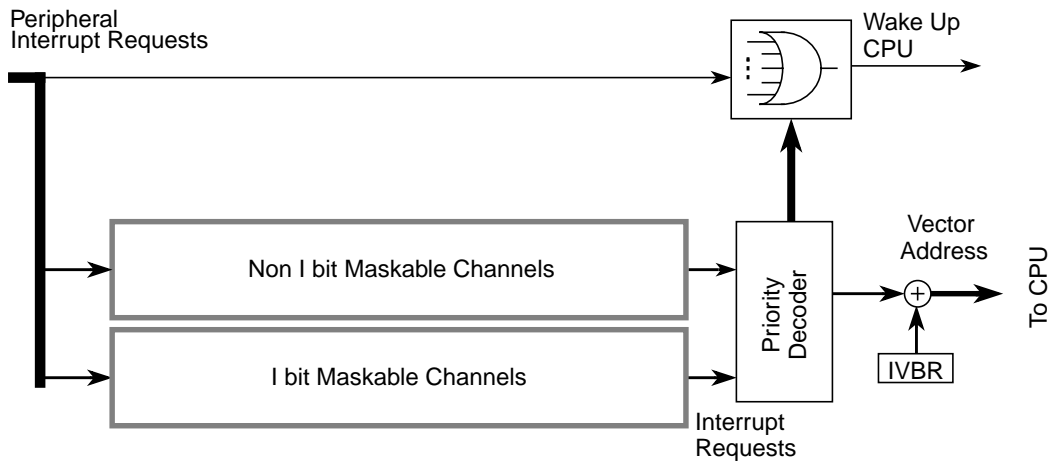 Peripheral
Interrupt Requests
Wake Up
CPU
Non I bit Maskable Channels
I bit Maskable Channels
Priority
Decoder
Interrupt
Requests
Vector
Address
+
IVBR
To CPU